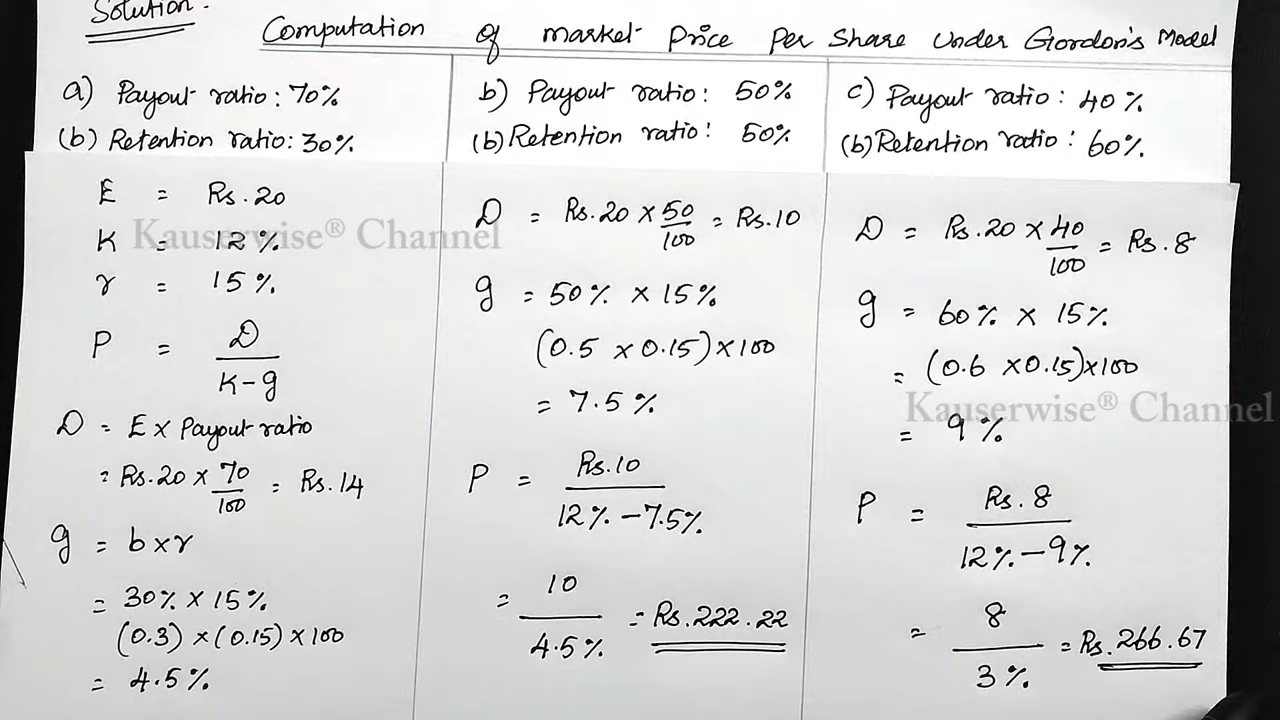 Solution.
Computation of market Price Per Share Under Gordon's Model
a) Payout ratio: 70%
(b) Retention ratio: 30%
E = Rs. 20
K = 12%
r = 15%
P = D / K-g
D = E x Payout ratio
= Rs. 20 x 70/100 = Rs. 14
g = b x r
= 30% x 15%
(0.3) x (0.15) x 100
= 4.5%
b) Payout ratio: 50%
(b) Retention ratio: 50%
D = Rs. 20 x 50/100 = Rs. 10
g = 50% x 15%
(0.5 x 0.15) x 100
= 7.5%
P = Rs. 10 / 12% - 7.5%
= 10 / 4.5% = Rs. 222.22
c) Payout ratio: 40%
(b) Retention ratio: 60%
D = Rs. 20 x 40/100 = Rs. 8
g = 60% x 15%
= (0.6 x 0.15) x 100
= 9%
P = Rs. 8 / 12% - 9%
= 8 / 3% = Rs. 266.67
Kauserwise® Channel
Kauserwise® Channel